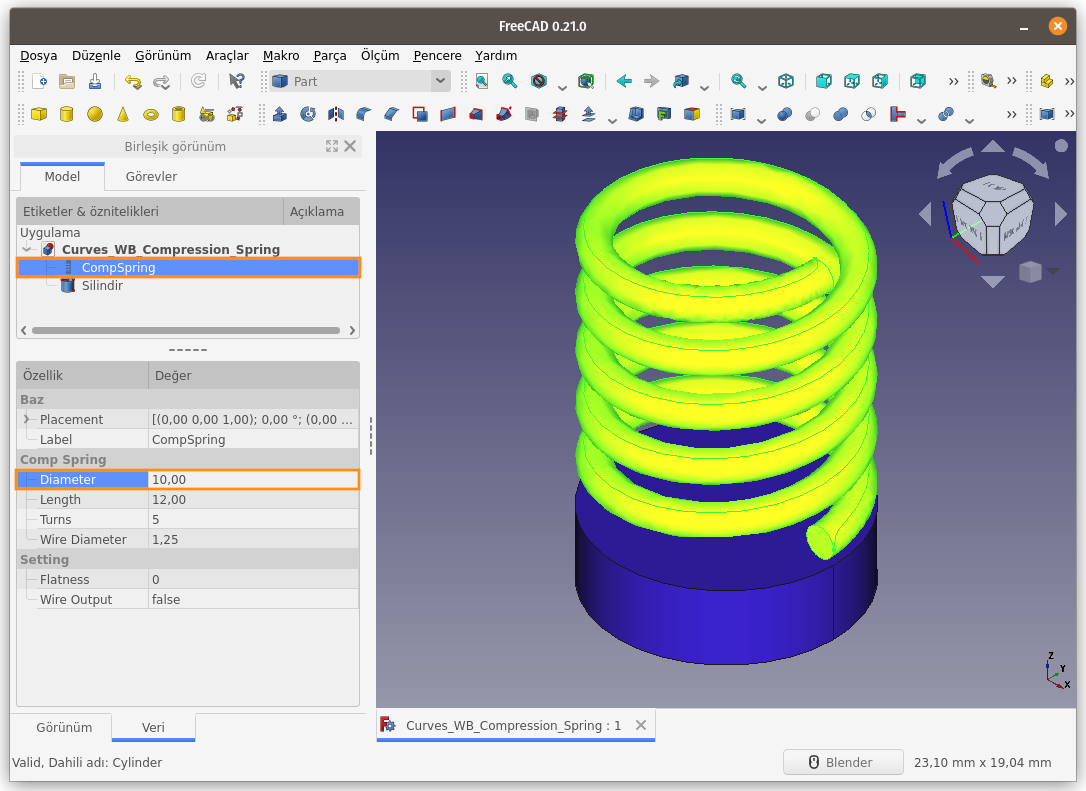 FreeCAD 0.21.0
Dosya Düzenle Görünüm Araçlar Makro Parça Ölçüm Pencere Yardım
Part
Birleşik görünüm
Model Görevler
Etiketler & öznitelikleri Açıklama
Uygulama
Curves_WB_Compression_Spring
CompSpring
Silindir
Özellik Değer
Baz
Placement [(0,00 0,00 1,00); 0,00 °; (0,00 ...
Label CompSpring
Comp Spring
Diameter 10,00
Length 12,00
Turns 5
Wire Diameter 1,25
Setting
Flatness 0
Wire Output false
Z
Y
X
Görünüm Veri
Curves_WB_Compression_Spring : 1
Valid, Dahili adı: Cylinder
Blender 23,10 mm x 19,04 mm